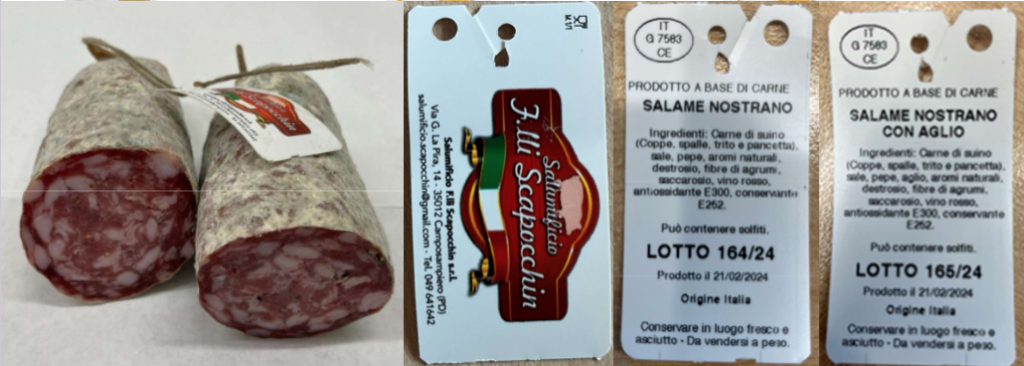 Salumificio
F.lli Scapocchin
M.1/1
Salumificio
F.lli Scapocchin
Salumificio F.lli Scapocchin s.r.l.
Via G. La Pira, 14 - 35012 Camposampiero (PD)
salumificio.scapocchin@gmail.com - Tel. 049 641642
IT
G 7583
CE
PRODOTTO A BASE DI CARNE
SALAME NOSTRANO
Ingredienti: Carne di suino
(Coppe, spalle, trito e pancetta),
sale, pepe, aromi naturali,
destrosio, fibre di agrumi,
saccarosio, vino rosso,
antiossidante E300, conservante
E252.
Può contenere solfiti.
LOTTO 164/24
Prodotto il 21/02/2024
Origine Italia
Conservare in luogo fresco e
asciutto - Da vendersi a peso.
IT
G 7583
CE
PRODOTTO A BASE DI CARNE
SALAME NOSTRANO
CON AGLIO
Ingredienti: Carne di suino
(Coppe, spalle, trito e pancetta),
sale, pepe, aglio, aromi naturali,
destrosio, fibre di agrumi,
saccarosio, vino rosso,
antiossidante E300, conservante
E252.
Può contenere solfiti.
LOTTO 165/24
Prodotto il 21/02/2024
Origine Italia
Conservare in luogo fresco e
asciutto - Da vendersi a peso.